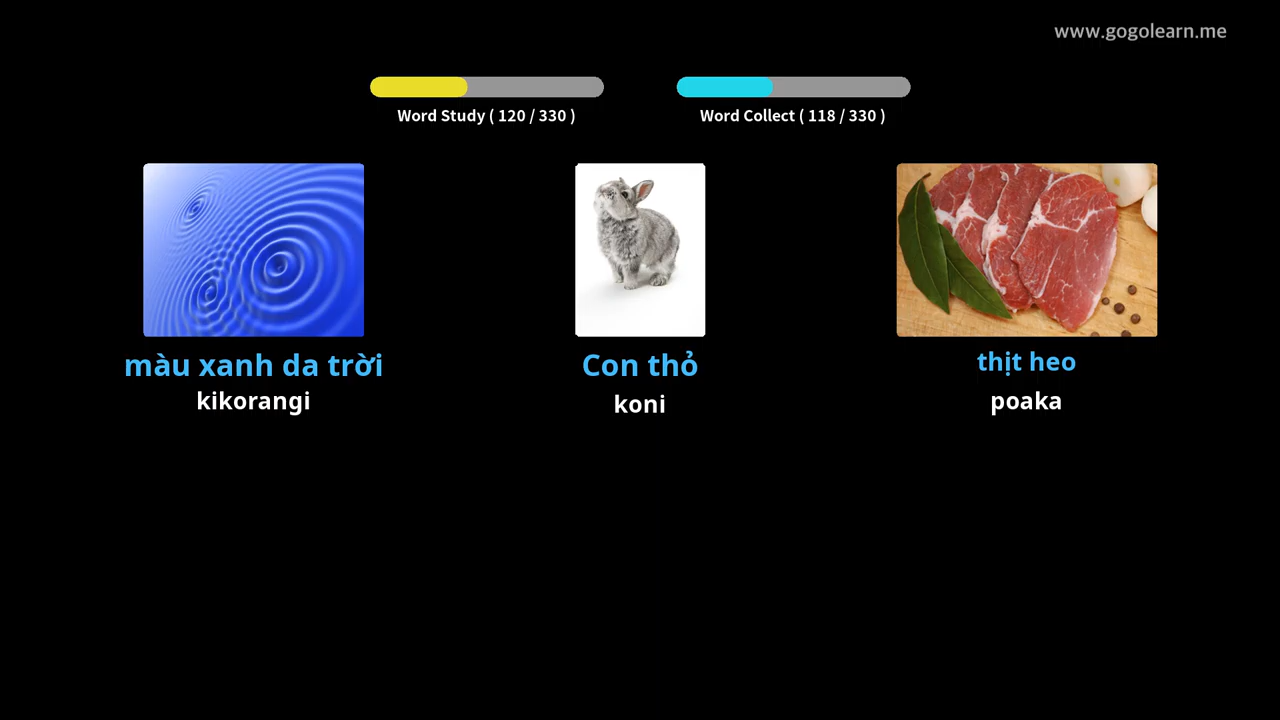 www.gogolearn.me
Word Study ( 120 / 330 )
Word Collect ( 118 / 330 )
màu xanh da trời
kikorangi
Con thỏ
koni
thịt heo
poaka